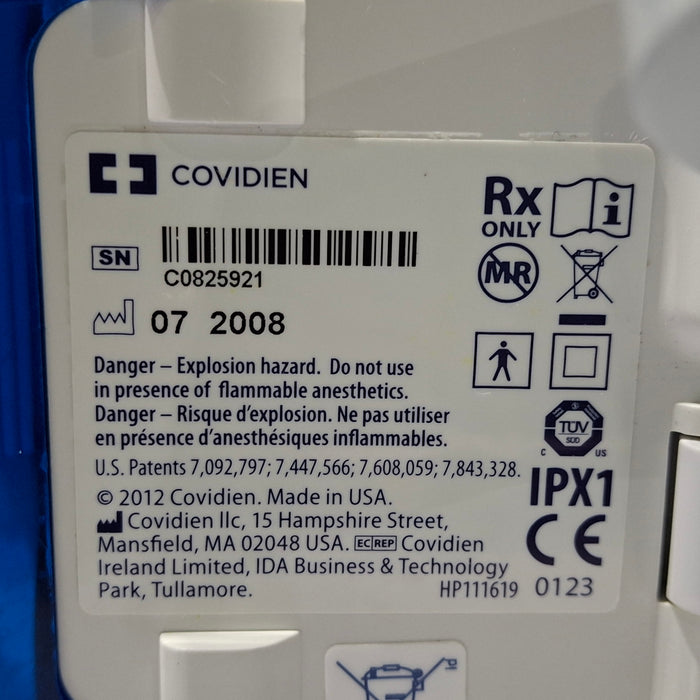 COVIDIEN
Rx
ONLY
i
SN
C0825921
MR
07 2008
Danger – Explosion hazard. Do not use
in presence of flammable anesthetics.
Danger – Risque d'explosion. Ne pas utiliser
en présence d'anesthésiques inflammables.
TÜV
SÜD
C US
U.S. Patents 7,092,797; 7,447,566; 7,608,059; 7,843,328.
IPX1
© 2012 Covidien. Made in USA.
Covidien llc, 15 Hampshire Street,
Mansfield, MA 02048 USA. EC REP Covidien
Ireland Limited, IDA Business & Technology
Park, Tullamore.
HP111619
CE
0123